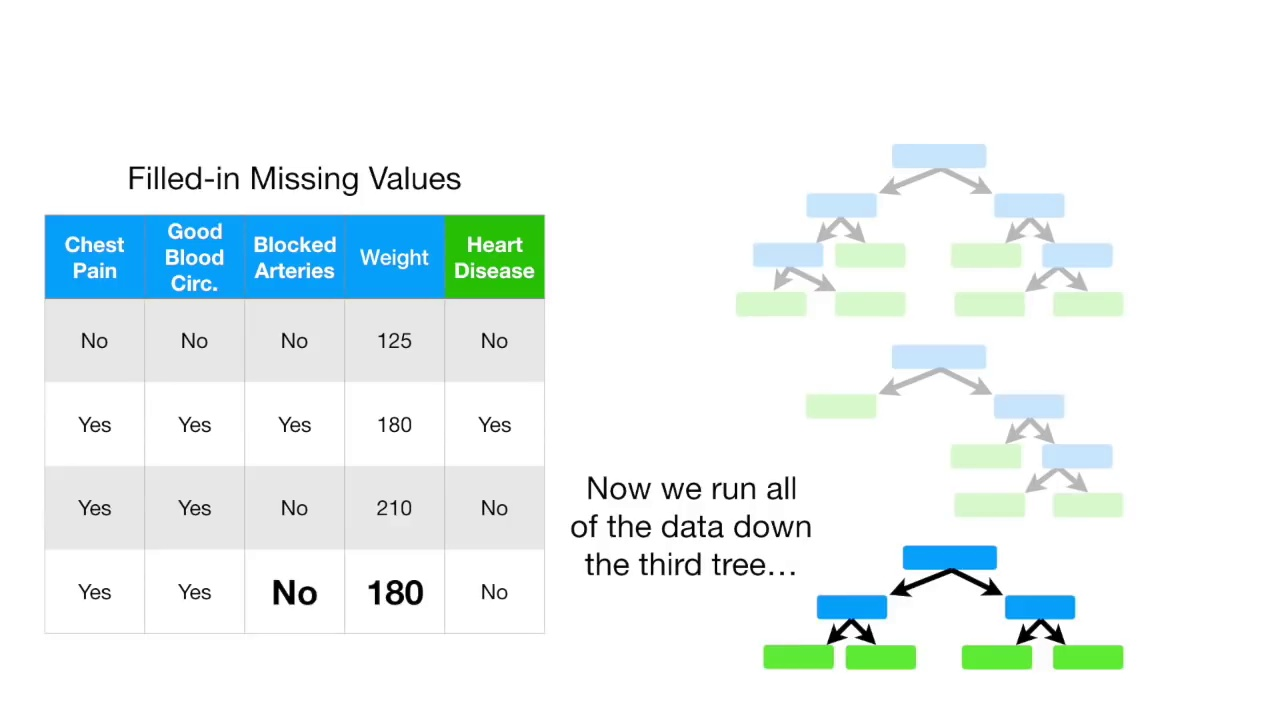 Filled-in Missing Values
Chest Pain Good Blood Circ. Blocked Arteries Weight Heart Disease
No No No 125 No
Yes Yes Yes 180 Yes
Yes Yes No 210 No
Yes Yes No 180 No
Now we run all
of the data down
the third tree…